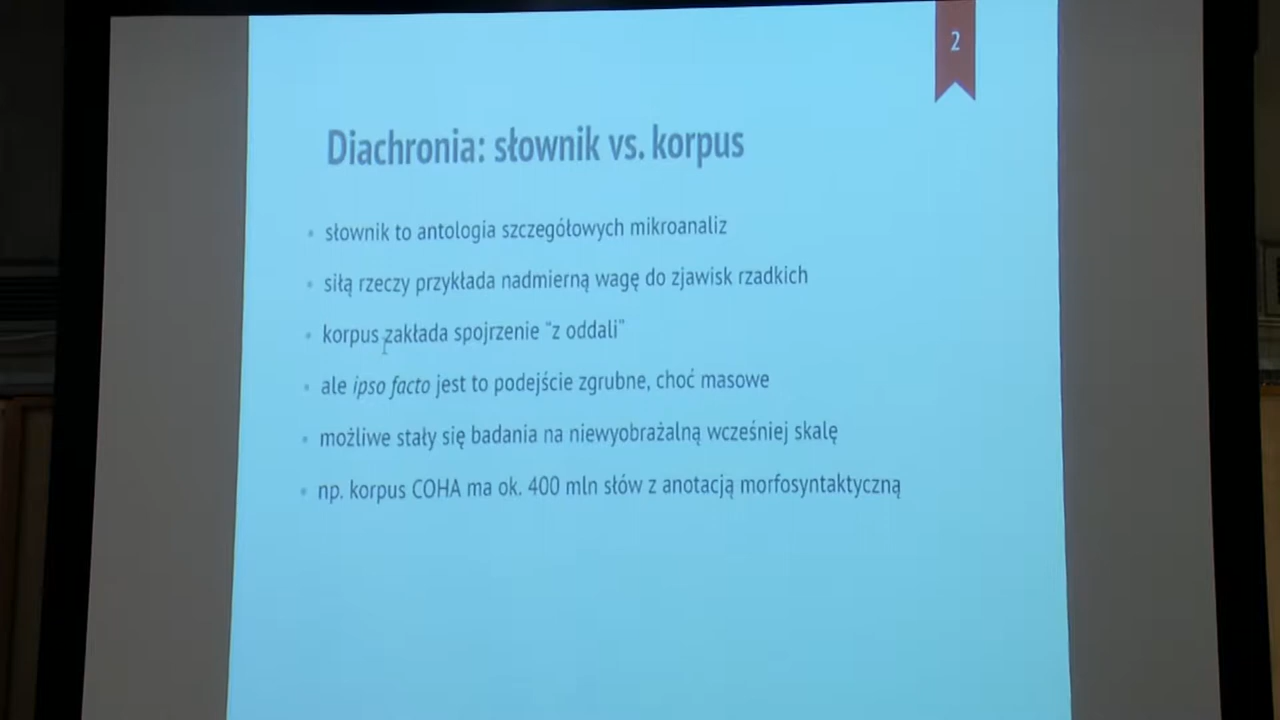 2
Diachronia: słownik vs. korpus
• słownik to antologia szczegółowych mikroanaliz
• siłą rzeczy przykłada nadmierną wagę do zjawisk rzadkich
• korpus zakłada spojrzenie "z oddali"
• ale ipso facto jest to podejście zgrubne, choć masowe
• możliwe stały się badania na niewyobrażalną wcześniej skalę
• np. korpus COHA ma ok. 400 mln słów z anotacją morfosyntaktyczną